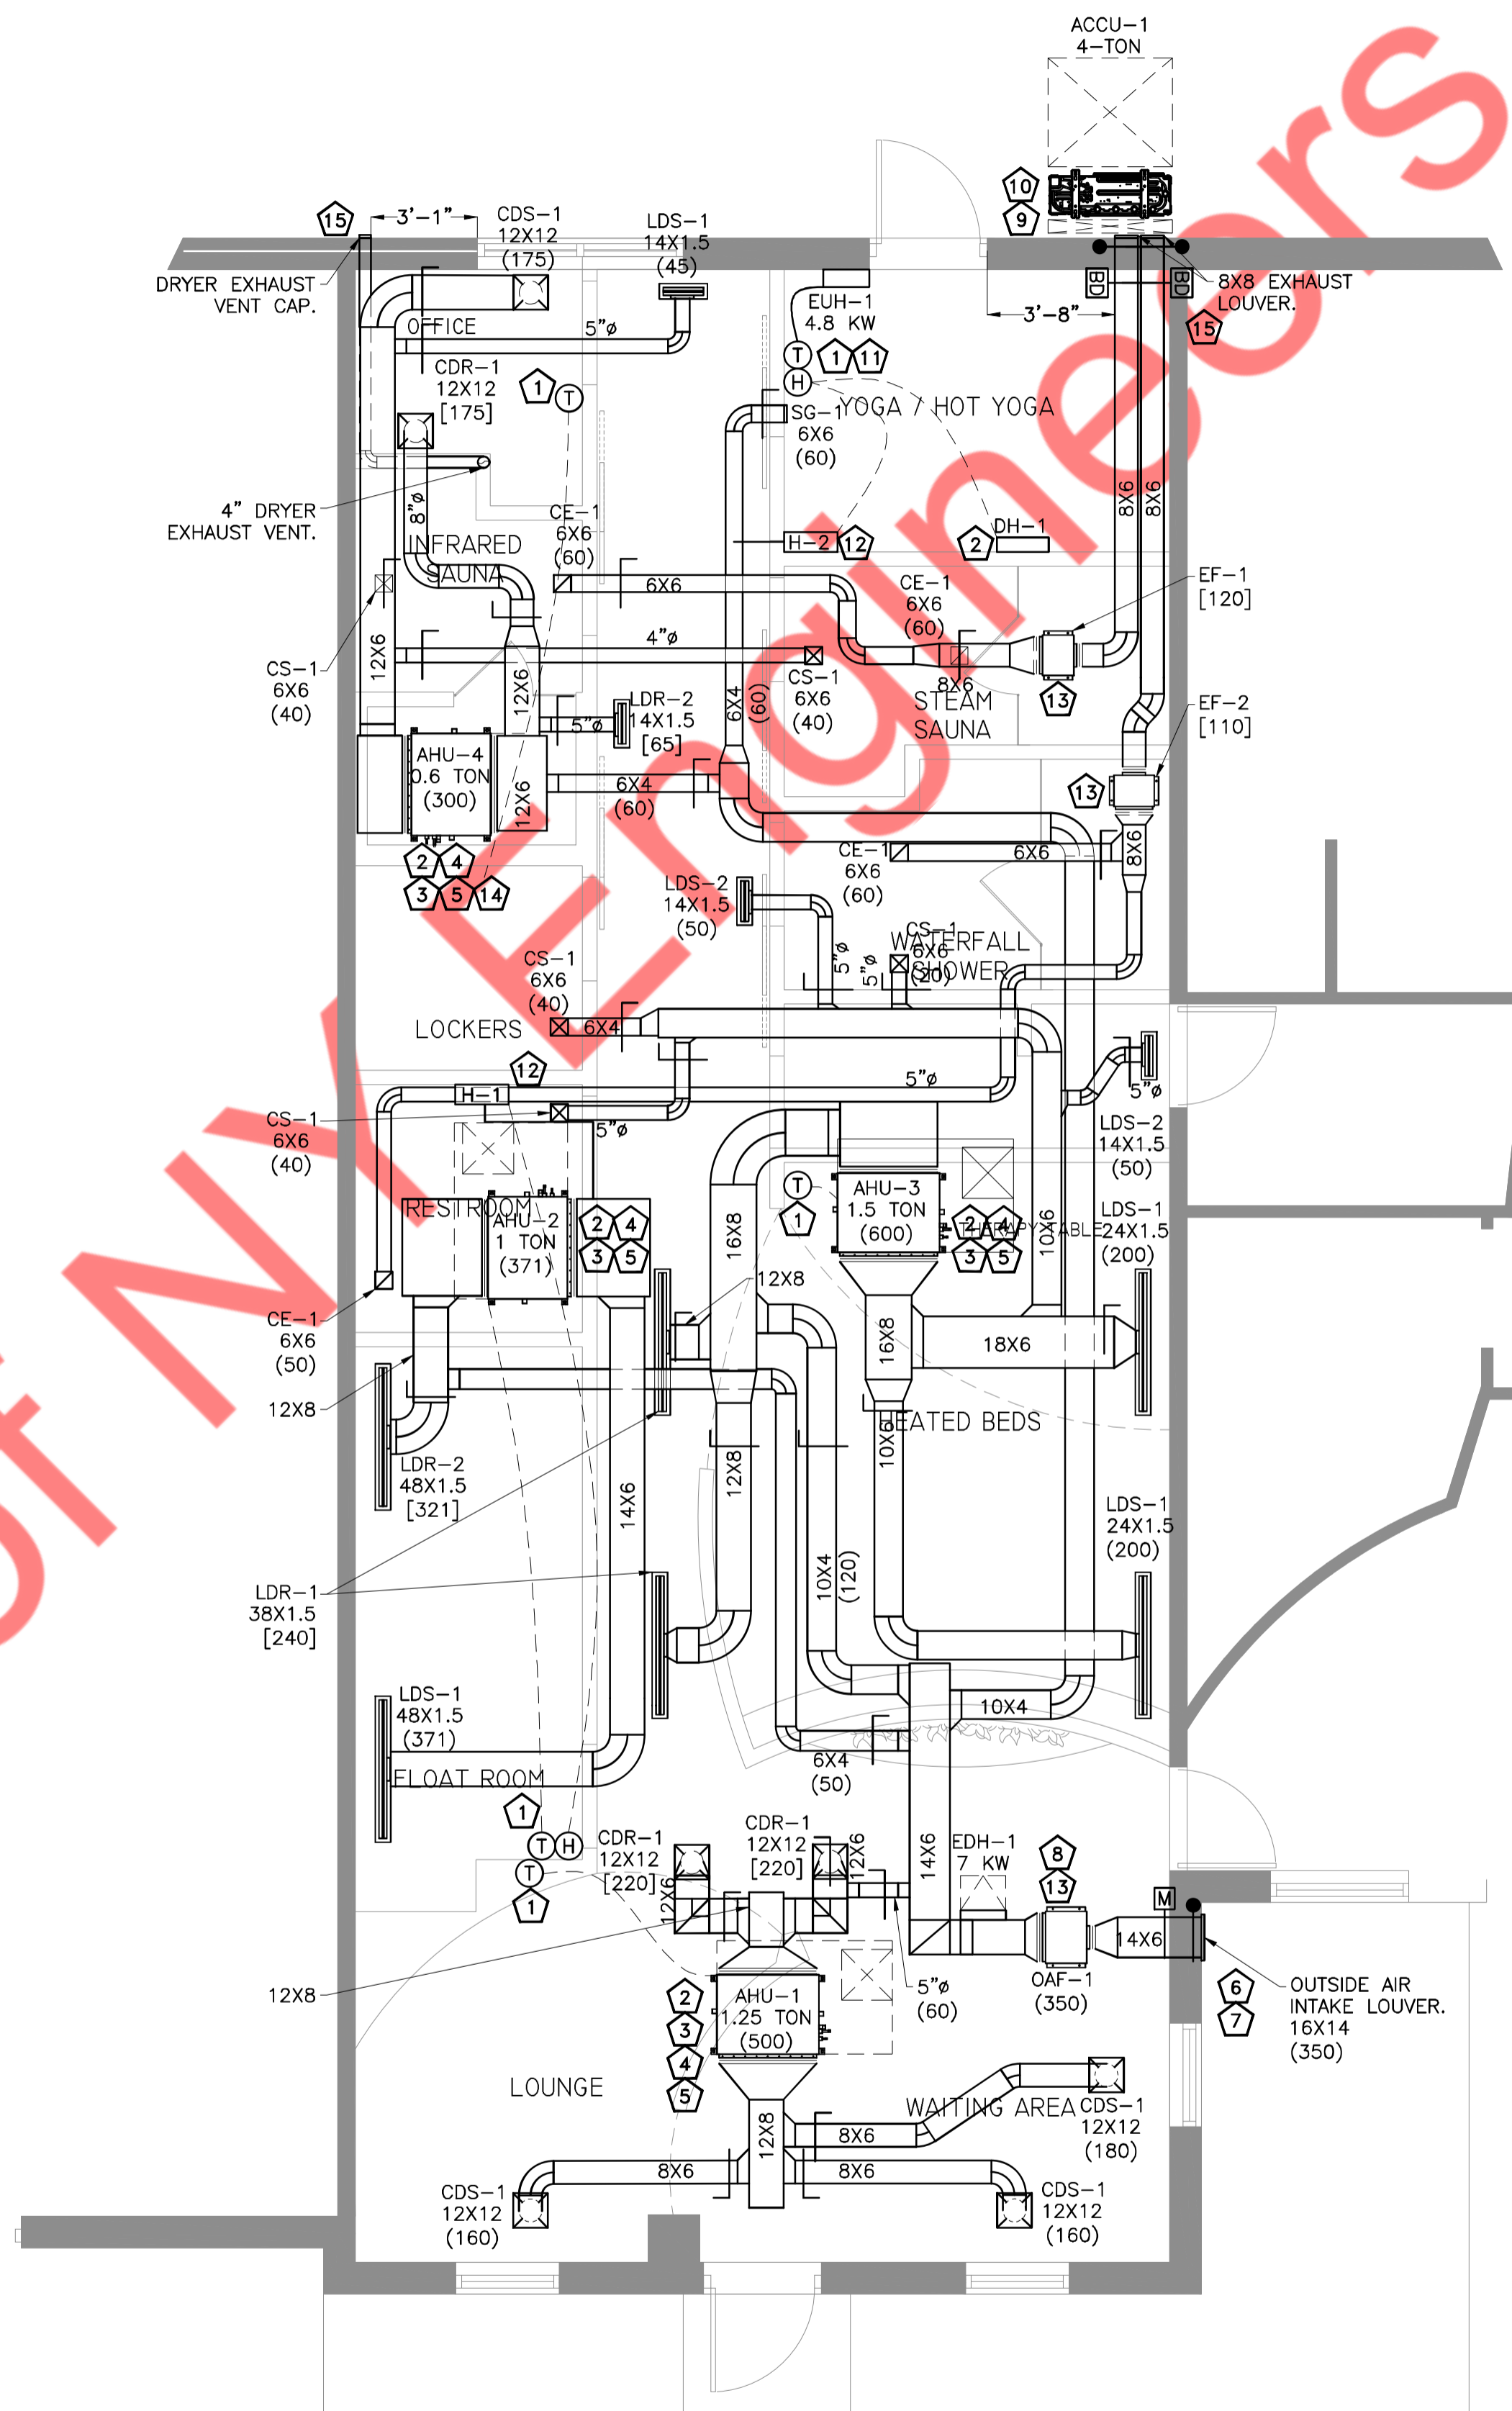 ACCU-1
4-TON
10
9
15
3'-1"
CDS-1
12X12
(175)
LDS-1
14X1.5
(45)
DRYER EXHAUST
VENT CAP.
OFFICE
5"ø
EUH-1
4.8 KW
BD
BD
8X8 EXHAUST
LOUVER.
3'-8"
15
CDR-1
12X12
[175]
1
T
T
H
1
11
SG-1
6X6
(60)
YOGA / HOT YOGA
4" DRYER
EXHAUST VENT.
8"ø
INFRARED
SAUNA
CE-1
6X6
(60)
H-2
12
2
DH-1
8X6
8X6
6X6
CE-1
6X6
(60)
EF-1
[120]
4"ø
CS-1
6X6
(40)
12X6
12X6
LDR-2
14X1.5
[65]
5"ø
6X4
(60)
CS-1
6X6
(40)
8X6
STEAM
SAUNA
13
EF-2
[110]
AHU-4
0.6 TON
(300)
12X6
6X4
(60)
13
2
4
3
5
14
CE-1
6X6
(60)
6X6
8X6
LDS-2
14X1.5
(50)
5"ø
5"ø
CS-1
6X6
(20)
WATERFALL
SHOWER
CS-1
6X6
(40)
LOCKERS
6X4
12
H-1
5"ø
5"ø
CS-1
6X6
(40)
5"ø
LDS-2
14X1.5
(50)
RESTROOM
AHU-2
1 TON
(371)
2
4
3
5
16X8
T
1
AHU-3
1.5 TON
(600)
2
4
3
5
THERAPY TABLE
10X6
LDS-1
24X1.5
(200)
12X8
CE-1
6X6
(50)
16X8
18X6
12X8
HEATED BEDS
10X6
LDR-2
48X1.5
[321]
14X6
12X8
LDS-1
24X1.5
(200)
10X4
(120)
LDR-1
38X1.5
[240]
LDS-1
48X1.5
(371)
10X4
6X4
(50)
FLOAT ROOM
1
T
H
T
1
CDR-1
12X12
[220]
CDR-1
12X12
[220]
12X6
12X6
14X6
EDH-1
7 KW
8
13
M
14X6
12X8
2
3
4
5
AHU-1
1.25 TON
(500)
5"ø
(60)
OAF-1
(350)
6
7
OUTSIDE AIR
INTAKE LOUVER.
16X14
(350)
LOUNGE
WAITING AREA
CDS-1
12X12
(180)
12X8
8X6
8X6
8X6
CDS-1
12X12
(160)
CDS-1
12X12
(160)
of NY Engineers